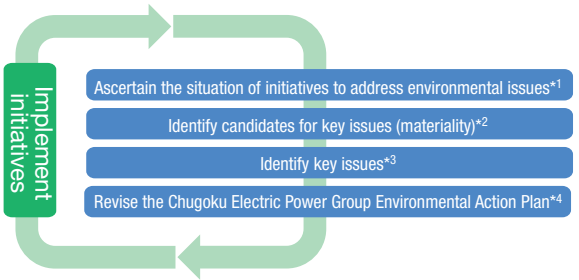 Implement
initiatives
Ascertain the situation of initiatives to address environmental issues*1
Identify candidates for key issues (materiality)*2
Identify key issues*3
Revise the Chugoku Electric Power Group Environmental Action Plan*4